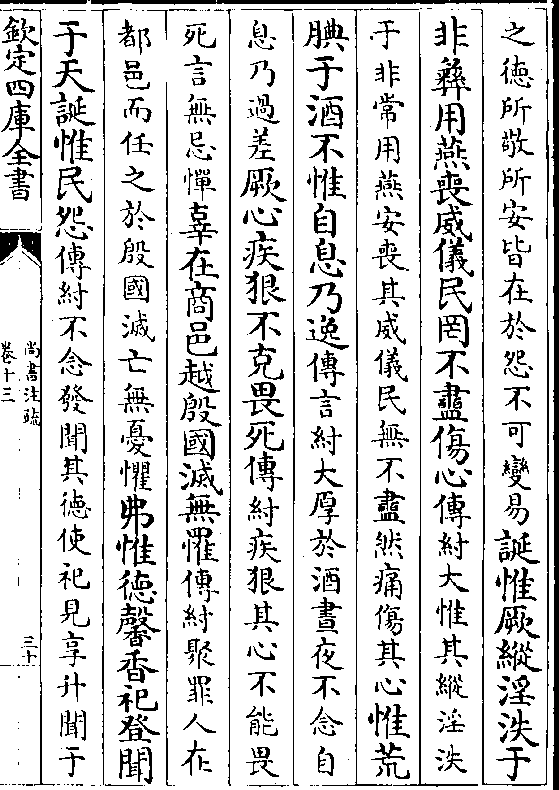 之徳所敬所安皆在於怨不可變易誕惟厥縱淫泆于
非彝用燕喪威儀民罔不衋傷心傳紂大惟其縱淫泆
于非常用燕安喪其威儀民無不衋然痛傷其心惟荒
腆于酒不惟自息乃逸傳言紂大厚於酒晝夜不念自
息乃過差厥心疾狠不克畏死傳紂疾狠其心不能畏
死言無忌憚辜在商邑越殷國滅無罹傳紂聚罪人在
都邑而任之於殷國滅亡無憂懼弗惟德馨香祀登聞
于天誕惟民怨傳紂不念發聞其德使祀見享升聞于
欽定四庫全書
尚書注疏
卷十三
三十